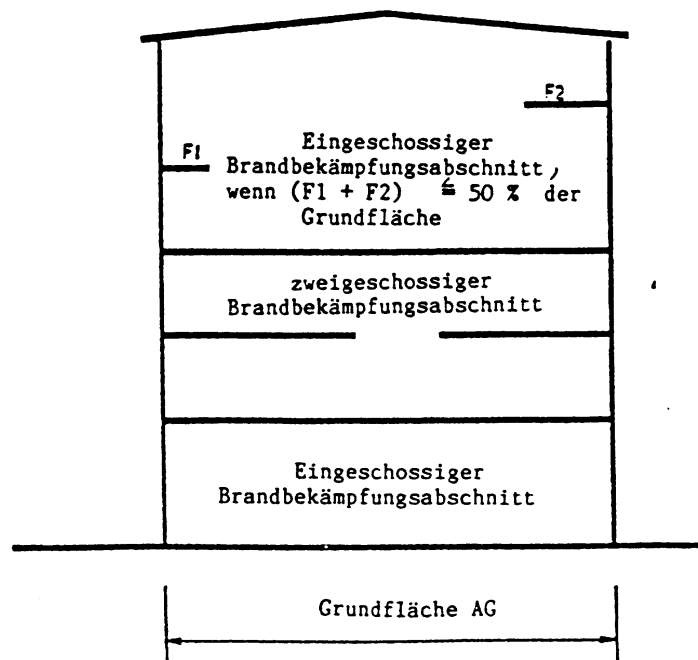 F2
F1
Eingeschossiger
Brandbekämpfungsabschnitt,
wenn (F1 + F2) ≦ 50 % der
Grundfläche
zweigeschossiger
Brandbekämpfungsabschnitt
Eingeschossiger
Brandbekämpfungsabschnitt
Grundfläche AG